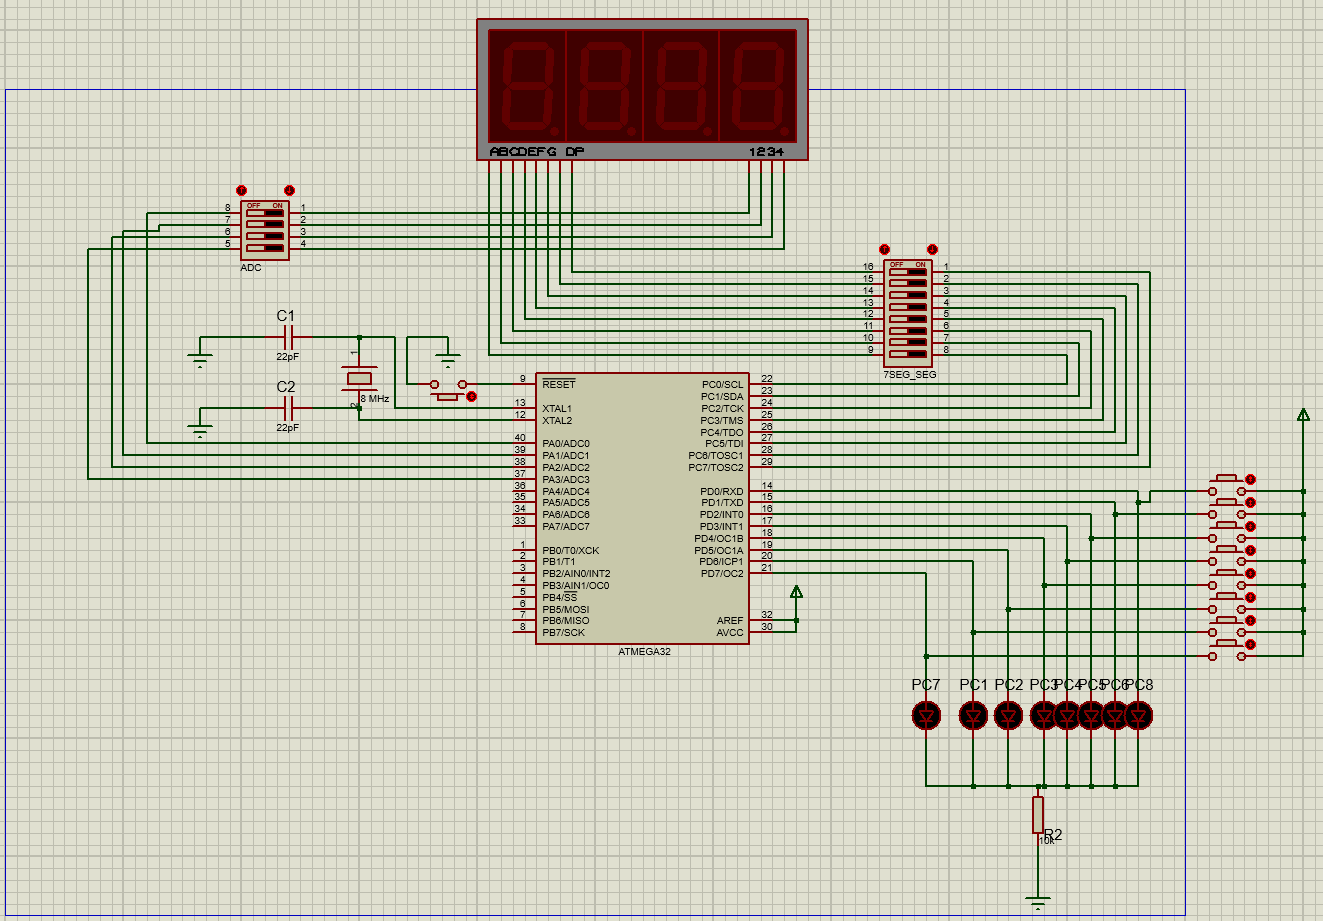 ABCDEFG DP 1234
8 OFF ON 1
7 2
6 3
5 4
ADC
16 OFF ON 1
15 2
14 3
13 4
12 5
11 6
10 7
9 8
7SEG_SEG
C1
22pF
1
8 MHz
2
C2
22pF
9 RESET PC0/SCL 22
PC1/SDA 23
13 XTAL1 PC2/TCK 24
12 XTAL2 PC3/TMS 25
PC4/TDO 26
40 PA0/ADC0 PC5/TDI 27
39 PA1/ADC1 PC6/TOSC1 28
38 PA2/ADC2 PC7/TOSC2 29
37 PA3/ADC3
36 PA4/ADC4 PD0/RXD 14
35 PA5/ADC5 PD1/TXD 15
34 PA6/ADC6 PD2/INT0 16
33 PA7/ADC7 PD3/INT1 17
PD4/OC1B 18
1 PB0/T0/XCK PD5/OC1A 19
2 PB1/T1 PD6/ICP1 20
3 PB2/AIN0/INT2 PD7/OC2 21
4 PB3/AIN1/OC0
5 PB4/SS
6 PB5/MOSI
7 PB6/MISO AREF 32
8 PB7/SCK AVCC 30
ATMEGA32
PC7 PC1 PC2 PC3 PC4 PC5 PC6 PC8
R2
10k